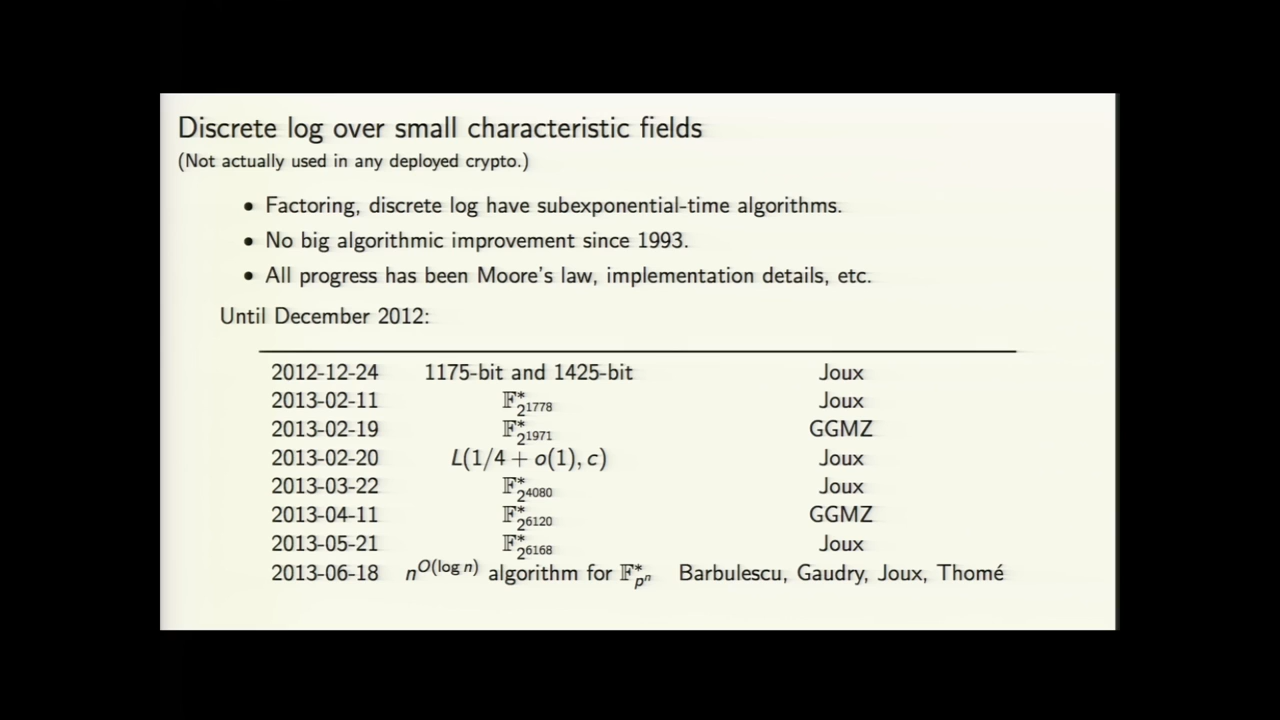 Discrete log over small characteristic fields
(Not actually used in any deployed crypto.)
• Factoring, discrete log have subexponential-time algorithms.
• No big algorithmic improvement since 1993.
• All progress has been Moore's law, implementation details, etc.
Until December 2012:
2012-12-24 1175-bit and 1425-bit Joux
2013-02-11 𝔽*_{2^{1778}} Joux
2013-02-19 𝔽*_{2^{1971}} GGMZ
2013-02-20 L(1/4 + o(1), c) Joux
2013-03-22 𝔽*_{2^{4080}} Joux
2013-04-11 𝔽*_{2^{6120}} GGMZ
2013-05-21 𝔽*_{2^{6168}} Joux
2013-06-18 n^{O(log n)} algorithm for 𝔽*_{p^n} Barbulescu, Gaudry, Joux, Thomé